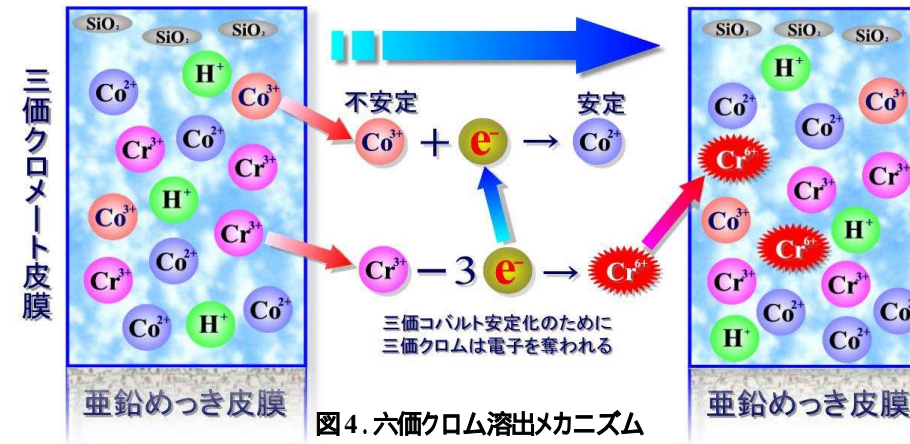 三価クロメート皮膜
SiO₂
SiO₂
SiO₂
H⁺
Co²⁺
Co³⁺
Cr³⁺
Co²⁺
Cr³⁺
H⁺
Co³⁺
Cr³⁺
Co²⁺
Cr³⁺
Co²⁺
H⁺
Co²⁺
亜鉛めっき皮膜
不安定
安定
Co³⁺ + e⁻ → Co²⁺
Cr³⁺ − 3 e⁻ → Cr⁶⁺
三価コバルト安定化のために
三価クロムは電子を奪われる
SiO₂
SiO₂
SiO₂
H⁺
Co²⁺
Co³⁺
Co²⁺
Cr⁶⁺
Cr³⁺
Cr³⁺
Co³⁺
H⁺
Cr⁶⁺
Cr³⁺
Cr³⁺
Co²⁺
Co
H⁺
Co²⁺
Co²⁺
亜鉛めっき皮膜
図4.六価クロム溶出メカニズム